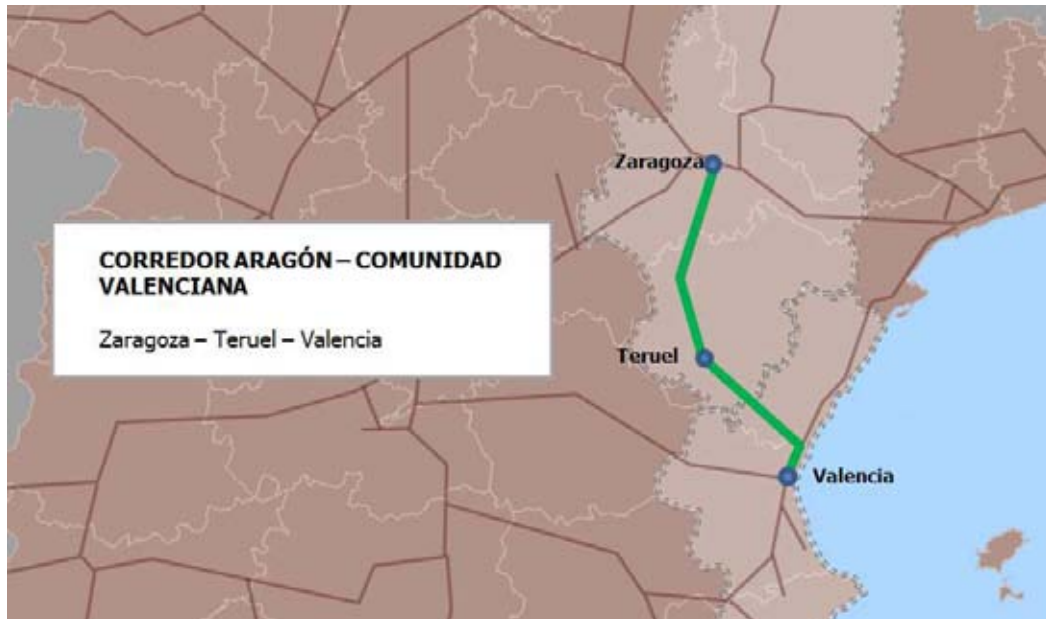 Zaragoza
CORREDOR ARAGÓN – COMUNIDAD
VALENCIANA
Zaragoza – Teruel – Valencia
Teruel
Valencia